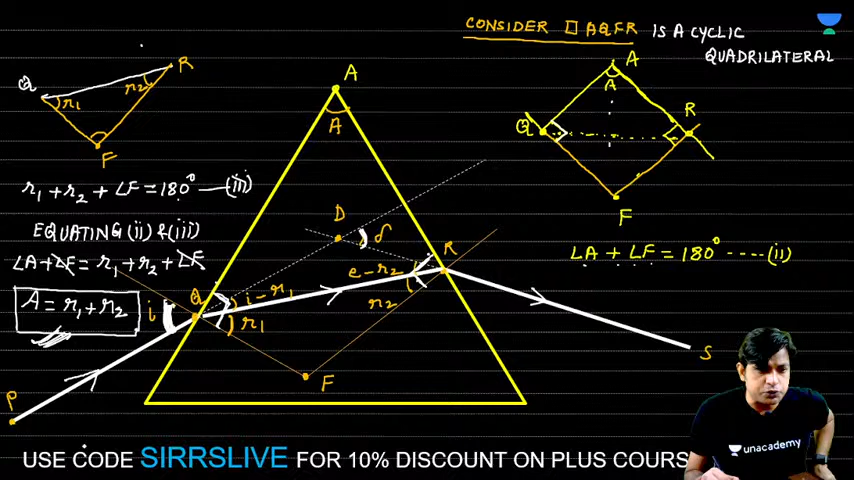 CONSIDER □ AQFR IS A CYCLIC
QUADRILATERAL
Q
R
r1
r2
F
r1 + r2 + ∠F = 180° —(iii)
EQUATING (ii) & (iii)
∠A + ∠F = r1 + r2 + ∠F
A = r1 + r2
A
A
D
δ
R
e-r2
r2
Q
i-r1
r1
i
F
P
S
A
A
Q
R
F
∠A + ∠F = 180° ----(ii)
unacademy
USE CODE SIRRSLIVE FOR 10% DISCOUNT ON PLUS COURS